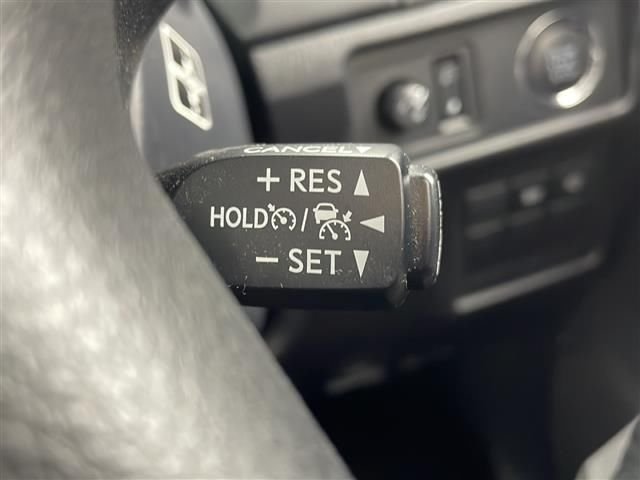 CANCEL▼
+ RES ▲
HOLD / ◄
− SET ▼